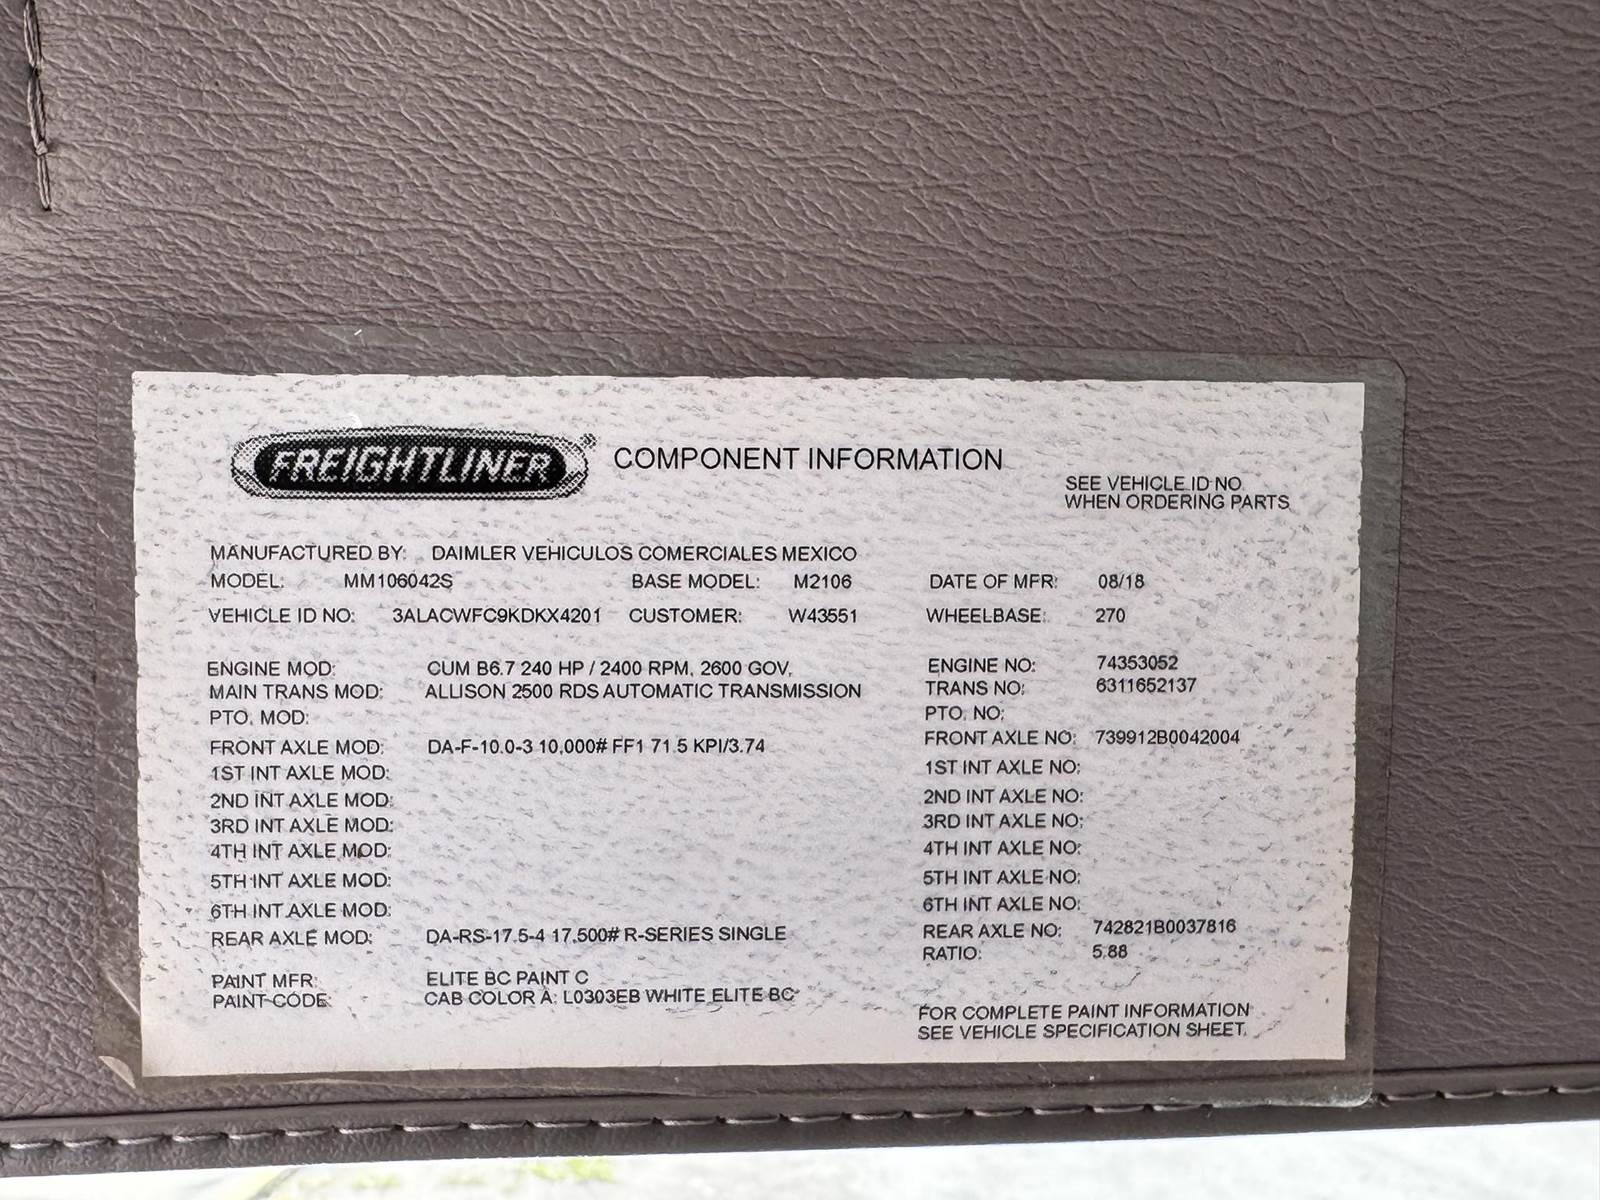 FREIGHTLINER® COMPONENT INFORMATION
SEE VEHICLE ID NO.
WHEN ORDERING PARTS
MANUFACTURED BY: DAIMLER VEHICULOS COMERCIALES MEXICO
MODEL: MM106042S BASE MODEL: M2106 DATE OF MFR: 08/18
VEHICLE ID NO: 3ALACWFC9KDKX4201 CUSTOMER: W43551 WHEELBASE: 270
ENGINE MOD: CUM B6.7 240 HP / 2400 RPM, 2600 GOV, ENGINE NO: 74353052
MAIN TRANS MOD: ALLISON 2500 RDS AUTOMATIC TRANSMISSION TRANS NO: 6311652137
PTO. MOD: PTO. NO:
FRONT AXLE MOD: DA-F-10.0-3 10,000# FF1 71.5 KPI/3.74 FRONT AXLE NO: 739912B0042004
1ST INT AXLE MOD: 1ST INT AXLE NO:
2ND INT AXLE MOD: 2ND INT AXLE NO:
3RD INT AXLE MOD: 3RD INT AXLE NO:
4TH INT AXLE MOD: 4TH INT AXLE NO:
5TH INT AXLE MOD: 5TH INT AXLE NO:
6TH INT AXLE MOD: 6TH INT AXLE NO:
REAR AXLE MOD: DA-RS-17.5-4 17,500# R-SERIES SINGLE REAR AXLE NO: 742821B0037816
RATIO: 5.88
PAINT MFR: ELITE BC PAINT C
PAINT CODE: CAB COLOR A: L0303EB WHITE ELITE BC
FOR COMPLETE PAINT INFORMATION
SEE VEHICLE SPECIFICATION SHEET.